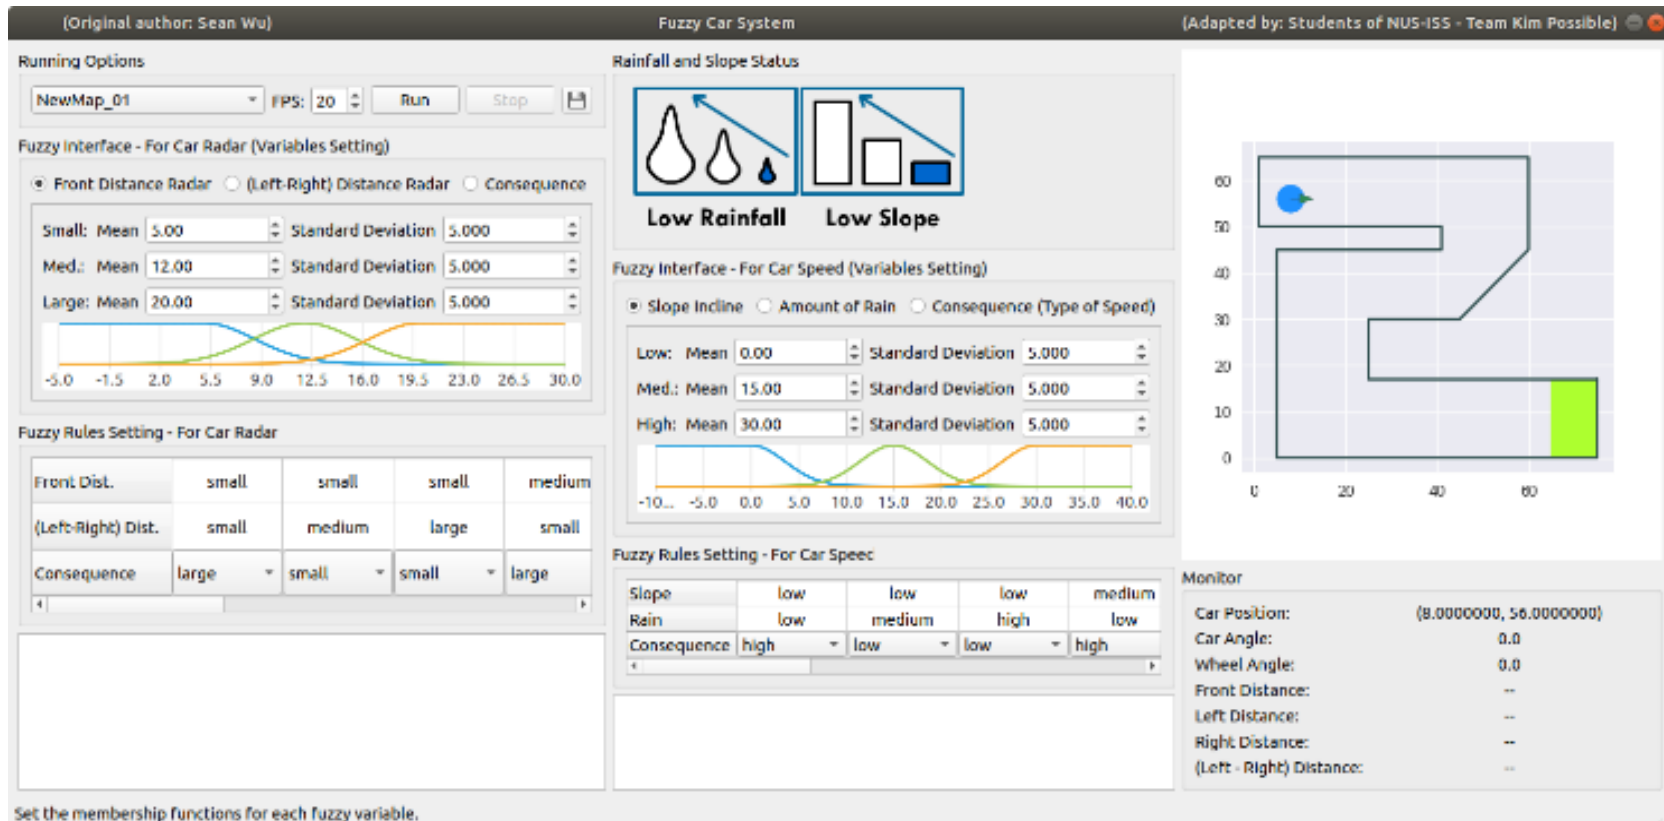 (Original author: Sean Wu) Fuzzy Car System (Adapted by: Students of NUS-ISS - Team Kim Possible)
Running Options
NewMap_01 FPS: 20 Run Stop
Fuzzy Interface - For Car Radar (Variables Setting)
Front Distance Radar (Left-Right) Distance Radar Consequence
Small: Mean 5.00 Standard Deviation 5.000
Med.: Mean 12.00 Standard Deviation 5.000
Large: Mean 20.00 Standard Deviation 5.000
-5.0 -1.5 2.0 5.5 9.0 12.5 16.0 19.5 23.0 26.5 30.0
Fuzzy Rules Setting - For Car Radar
Front Dist. small small small medium
(Left-Right) Dist. small medium large small
Consequence large small small large
Set the membership functions for each fuzzy variable.
Rainfall and Slope Status
Low Rainfall Low Slope
Fuzzy Interface - For Car Speed (Variables Setting)
Slope Incline Amount of Rain Consequence (Type of Speed)
Low: Mean 0.00 Standard Deviation 5.000
Med.: Mean 15.00 Standard Deviation 5.000
High: Mean 30.00 Standard Deviation 5.000
-10... -5.0 0.0 5.0 10.0 15.0 20.0 25.0 30.0 35.0 40.0
Fuzzy Rules Setting - For Car Speed
Slope low low low medium
Rain low medium high low
Consequence high low low high
60
50
40
30
20
10
0
0 20 40 60
Monitor
Car Position: (8.0000000, 56.0000000)
Car Angle: 0.0
Wheel Angle: 0.0
Front Distance: --
Left Distance: --
Right Distance: --
(Left - Right) Distance: --